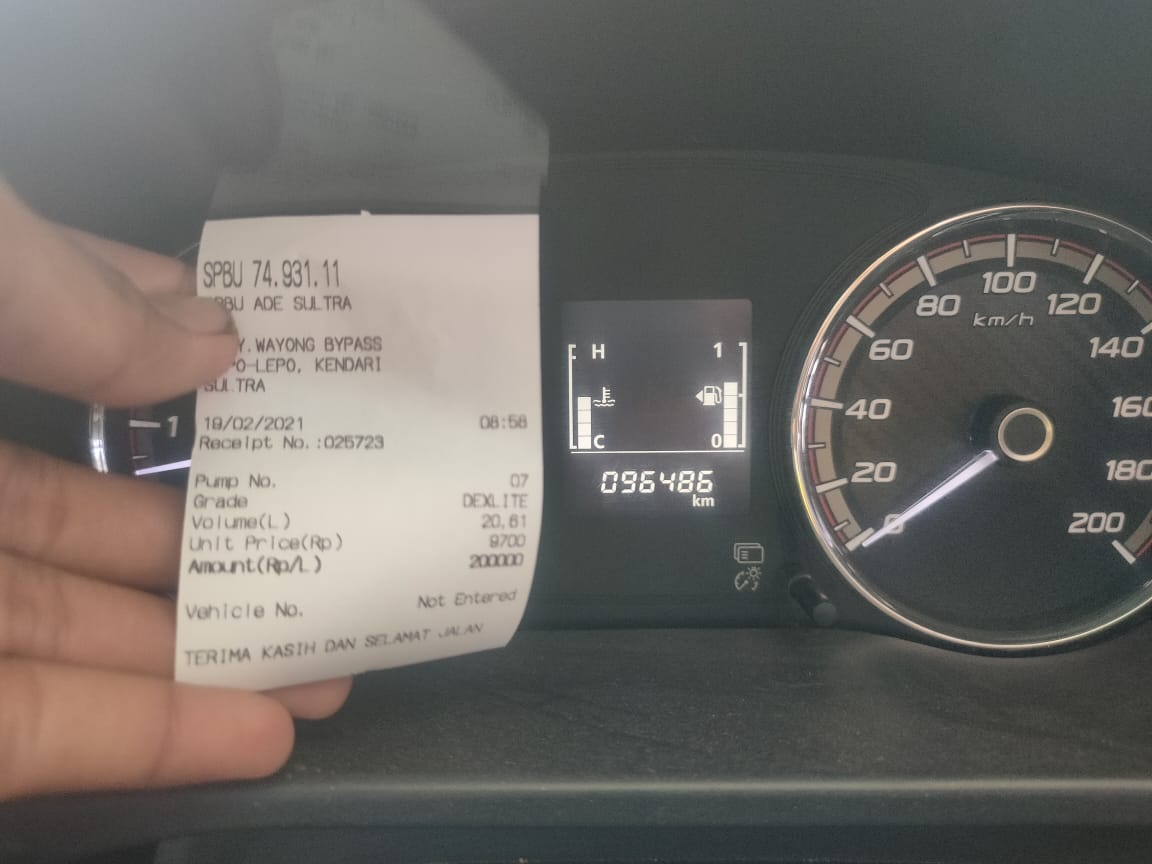 SPBU 74.931.11
ADE SULTRA
WAYONG BYPASS
KENDARI
SULTRA
19/02/2021 08:58
Receipt No.:025723
Pump No. 07
Grade DEXLITE
Volume(L) 20,61
Unit Price(Rp) 9700
Amount(Rp/L) 200000
Vehicle No. Not Entered
TERIMA KASIH DAN SELAMAT JALAN
1
H 1
C 0
096486
km
0
20
40
60
80
100
120
140
180
200
km/h